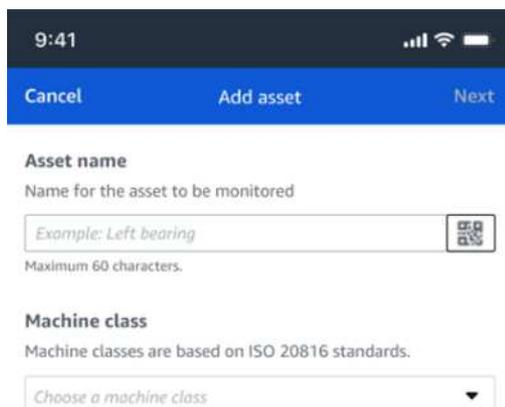 9:41
Cancel Add asset Next
Asset name
Name for the asset to be monitored
Example: Left bearing
Maximum 60 characters.
Machine class
Machine classes are based on ISO 20816 standards.
Choose a machine class